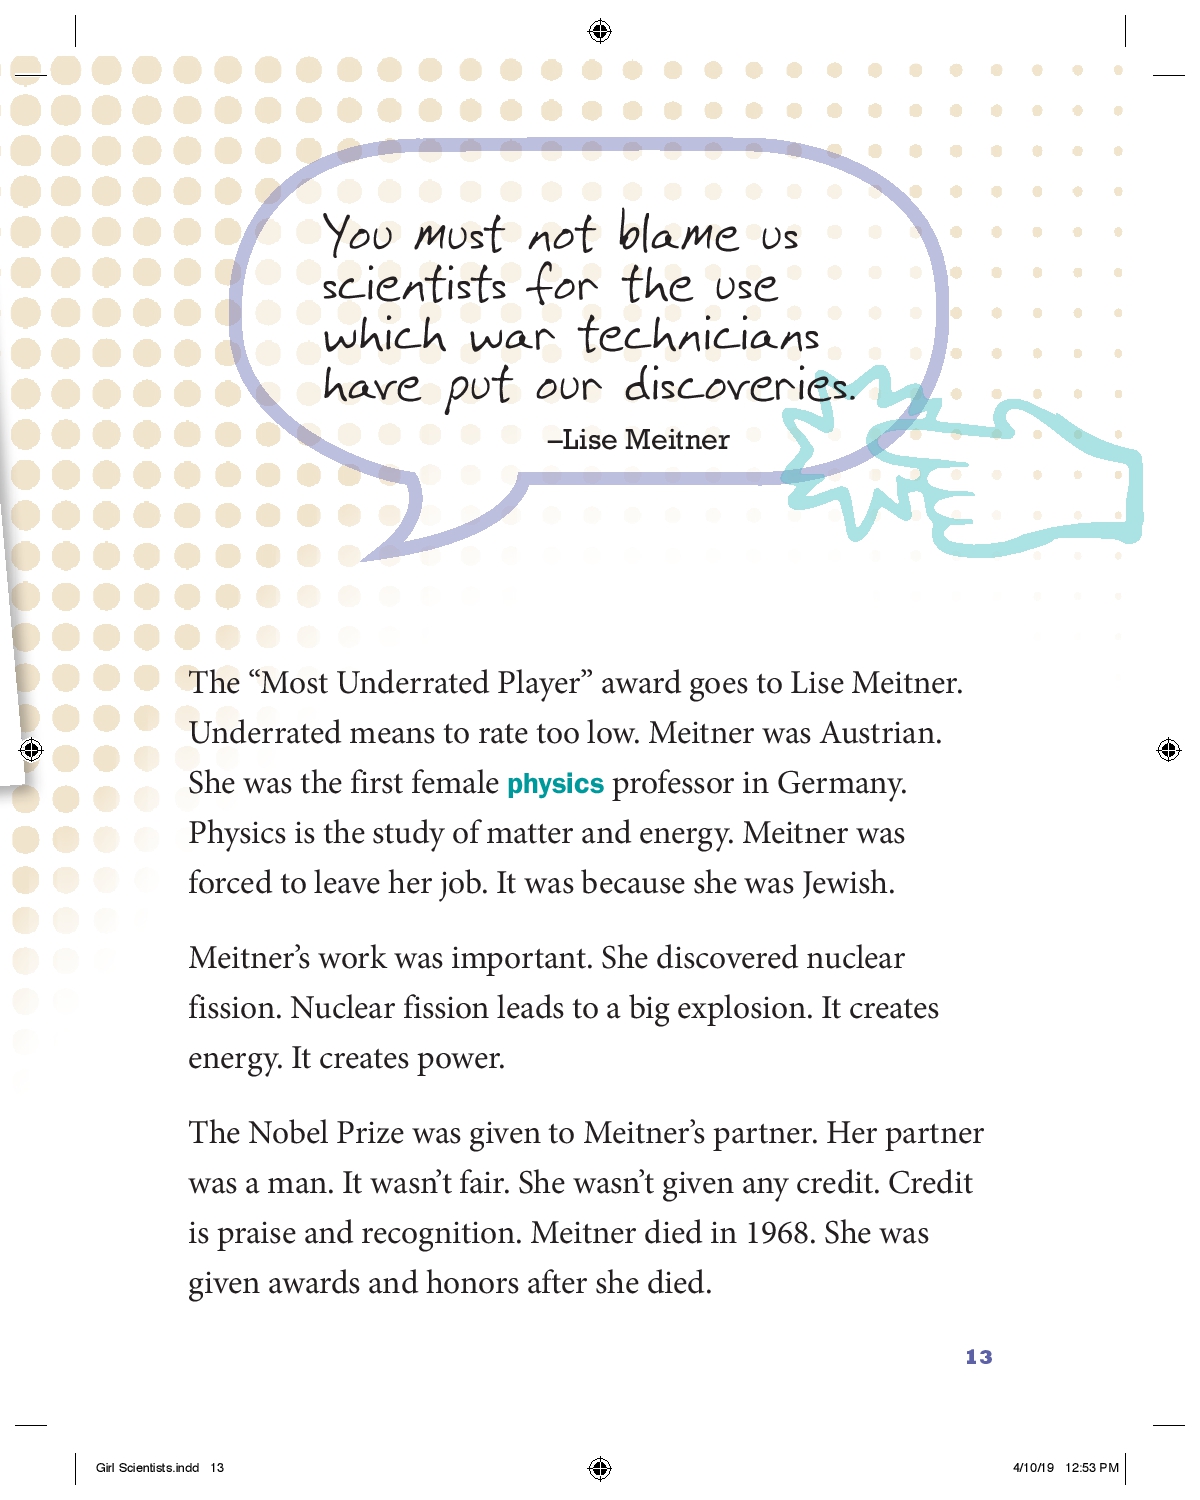 You must not blame us
scientists for the use
which war technicians
have put our discoveries.
–Lise Meitner
The “Most Underrated Player” award goes to Lise Meitner.
Underrated means to rate too low. Meitner was Austrian.
She was the first female physics professor in Germany.
Physics is the study of matter and energy. Meitner was
forced to leave her job. It was because she was Jewish.
Meitner’s work was important. She discovered nuclear
fission. Nuclear fission leads to a big explosion. It creates
energy. It creates power.
The Nobel Prize was given to Meitner’s partner. Her partner
was a man. It wasn’t fair. She wasn’t given any credit. Credit
is praise and recognition. Meitner died in 1968. She was
given awards and honors after she died.
13
Girl Scientists.indd 13
4/10/19 12:53 PM